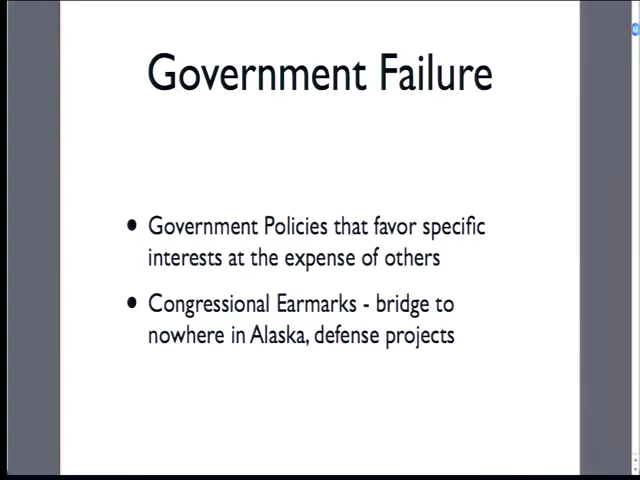 Government Failure
• Government Policies that favor specific
interests at the expense of others
• Congressional Earmarks - bridge to
nowhere in Alaska, defense projects